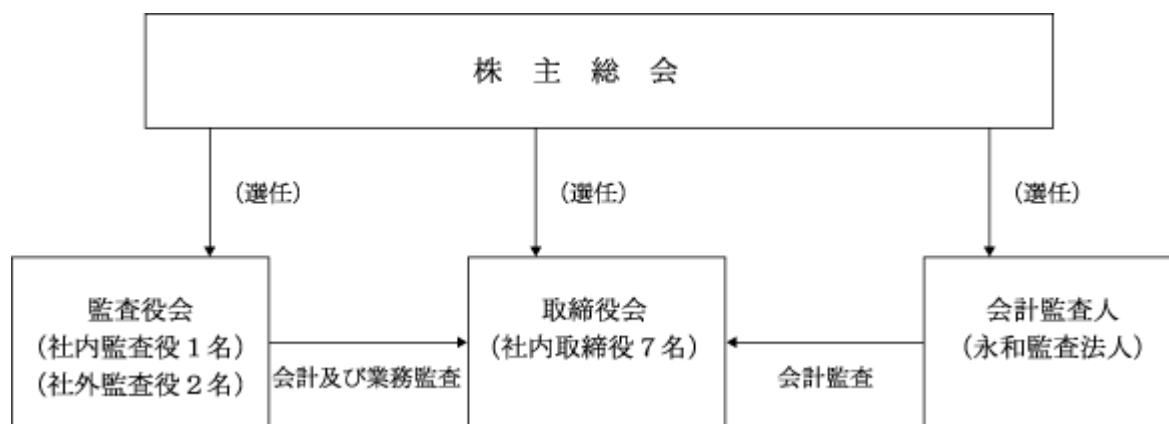 株 主 総 会
（選任）
（選任）
（選任）
監査役会
（社内監査役１名）
（社外監査役２名）
会計及び業務監査
取締役会
（社内取締役７名）
会計監査
会計監査人
（永和監査法人）